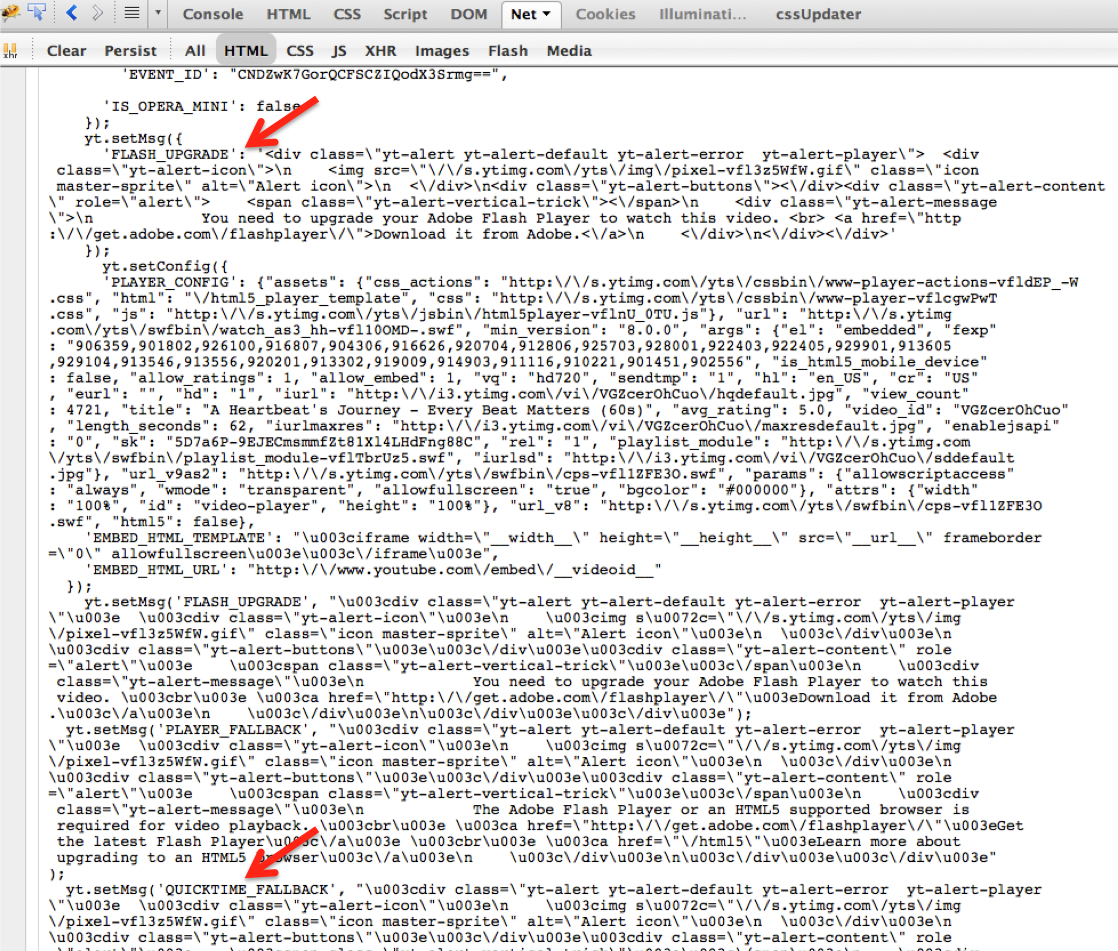 Console HTML CSS Script DOM Net Cookies Illuminati... cssUpdater
xhr Clear Persist All HTML CSS JS XHR Images Flash Media
'EVENT_ID': "CNDZwK7GorQCFSCZIQodX3Srmg==",
'IS_OPERA_MINI': false
});
yt.setMsg({
'FLASH_UPGRADE': '<div class=\"yt-alert yt-alert-default yt-alert-error  yt-alert-player\">  <div
class=\"yt-alert-icon\">\n    <img src=\"\/\/s.ytimg.com\/yts\/img\/pixel-vfl3z5WfW.gif\" class=\"icon
master-sprite\" alt=\"Alert icon\">\n  <\/div>\n<div class=\"yt-alert-buttons\"><\/div><div class=\"yt-alert-content
\" role=\"alert\">    <span class=\"yt-alert-vertical-trick\"><\/span>\n    <div class=\"yt-alert-message
\">\n            You need to upgrade your Adobe Flash Player to watch this video. <br> <a href=\"http
:\/\/get.adobe.com\/flashplayer\/\">Download it from Adobe.<\/a>\n    <\/div>\n<\/div><\/div>'
});
yt.setConfig({
'PLAYER_CONFIG': {"assets": {"css_actions": "http:\/\/s.ytimg.com\/yts\/cssbin\/www-player-actions-vfldEP_-W
.css", "html": "\/html5_player_template", "css": "http:\/\/s.ytimg.com\/yts\/cssbin\/www-player-vflcgwPwT
.css", "js": "http:\/\/s.ytimg.com\/yts\/jsbin\/html5player-vflnU_0TU.js"}, "url": "http:\/\/s.ytimg
.com\/yts\/swfbin\/watch_as3_hh-vfl10OMD-.swf", "min_version": "8.0.0", "args": {"el": "embedded", "fexp"
: "906359,901802,926100,916807,904306,916626,920704,912806,925703,928001,922403,922405,929901,913605
,929104,913546,913556,920201,913302,919009,914903,911116,910221,901451,902556", "is_html5_mobile_device"
: false, "allow_ratings": 1, "allow_embed": 1, "vq": "hd720", "sendtmp": "1", "hl": "en_US", "cr": "US"
, "eurl": "", "hd": "1", "iurl": "http:\/\/i3.ytimg.com\/vi\/VGZcerOhCuo\/hqdefault.jpg", "view_count"
: 4721, "title": "A Heartbeat's Journey - Every Beat Matters (60s)", "avg_rating": 5.0, "video_id": "VGZcerOhCuo"
, "length_seconds": 62, "iurlmaxres": "http:\/\/i3.ytimg.com\/vi\/VGZcerOhCuo\/maxresdefault.jpg", "enablejsapi"
: "0", "sk": "5D7a6P-9EJECmsmmfZt81Xl4LHdFng88C", "rel": "1", "playlist_module": "http:\/\/s.ytimg.com
\/yts\/swfbin\/playlist_module-vflTbrUz5.swf", "iurlsd": "http:\/\/i3.ytimg.com\/vi\/VGZcerOhCuo\/sddefault
.jpg"}, "url_v9as2": "http:\/\/s.ytimg.com\/yts\/swfbin\/cps-vfl1ZFE3O.swf", "params": {"allowscriptaccess"
: "always", "wmode": "transparent", "allowfullscreen": "true", "bgcolor": "#000000"}, "attrs": {"width"
: "100%", "id": "video-player", "height": "100%"}, "url_v8": "http:\/\/s.ytimg.com\/yts\/swfbin\/cps-vfl1ZFE3O
.swf", "html5": false},
'EMBED_HTML_TEMPLATE': "\u003ciframe width=\"__width__\" height=\"__height__\" src=\"__url__\" frameborder
=\"0\" allowfullscreen\u003e\u003c\/iframe\u003e",
'EMBED_HTML_URL': "http:\/\/www.youtube.com\/embed\/__videoid__"
});
yt.setMsg('FLASH_UPGRADE', "\u003cdiv class=\"yt-alert yt-alert-default yt-alert-error  yt-alert-player
\"\u003e  \u003cdiv class=\"yt-alert-icon\"\u003e\n    \u003cimg s\u0072c=\"\/\/s.ytimg.com\/yts\/img
\/pixel-vfl3z5WfW.gif\" class=\"icon master-sprite\" alt=\"Alert icon\"\u003e\n  \u003c\/div\u003e\n
\u003cdiv class=\"yt-alert-buttons\"\u003e\u003c\/div\u003e\u003cdiv class=\"yt-alert-content\" role
=\"alert\"\u003e    \u003cspan class=\"yt-alert-vertical-trick\"\u003e\u003c\/span\u003e\n    \u003cdiv
class=\"yt-alert-message\"\u003e\n            You need to upgrade your Adobe Flash Player to watch this
video. \u003cbr\u003e \u003ca href=\"http:\/\/get.adobe.com\/flashplayer\/\"\u003eDownload it from Adobe
.\u003c\/a\u003e\n    \u003c\/div\u003e\n\u003c\/div\u003e\u003c\/div\u003e");
yt.setMsg('PLAYER_FALLBACK', "\u003cdiv class=\"yt-alert yt-alert-default yt-alert-error  yt-alert-player
\"\u003e  \u003cdiv class=\"yt-alert-icon\"\u003e\n    \u003cimg s\u0072c=\"\/\/s.ytimg.com\/yts\/img
\/pixel-vfl3z5WfW.gif\" class=\"icon master-sprite\" alt=\"Alert icon\"\u003e\n  \u003c\/div\u003e\n
\u003cdiv class=\"yt-alert-buttons\"\u003e\u003c\/div\u003e\u003cdiv class=\"yt-alert-content\" role
=\"alert\"\u003e    \u003cspan class=\"yt-alert-vertical-trick\"\u003e\u003c\/span\u003e\n    \u003cdiv
class=\"yt-alert-message\"\u003e\n            The Adobe Flash Player or an HTML5 supported browser is
required for video playback. \u003cbr\u003e \u003ca href=\"http:\/\/get.adobe.com\/flashplayer\/\"\u003eGet
the latest Flash Player\u003c\/a\u003e \u003cbr\u003e \u003ca href=\"\/html5\"\u003eLearn more about
upgrading to an HTML5 browser\u003c\/a\u003e\n    \u003c\/div\u003e\n\u003c\/div\u003e\u003c\/div\u003e"
);
yt.setMsg('QUICKTIME_FALLBACK', "\u003cdiv class=\"yt-alert yt-alert-default yt-alert-error  yt-alert-player
\"\u003e  \u003cdiv class=\"yt-alert-icon\"\u003e\n    \u003cimg s\u0072c=\"\/\/s.ytimg.com\/yts\/img
\/pixel-vfl3z5WfW.gif\" class=\"icon master-sprite\" alt=\"Alert icon\"\u003e\n  \u003c\/div\u003e\n
\u003cdiv class=\"yt-alert-buttons\"\u003e\u003c\/div\u003e\u003cdiv class=\"yt-alert-content\" role